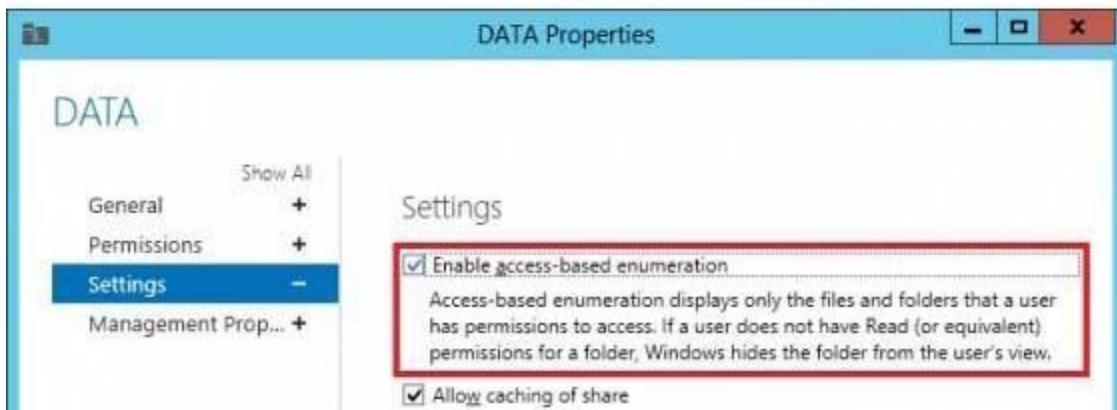 DATA Properties
DATA
Show All
General +
Permissions +
Settings −
Management Prop... +
Settings
Enable access-based enumeration
Access-based enumeration displays only the files and folders that a user
has permissions to access. If a user does not have Read (or equivalent)
permissions for a folder, Windows hides the folder from the user's view.
Allow caching of share